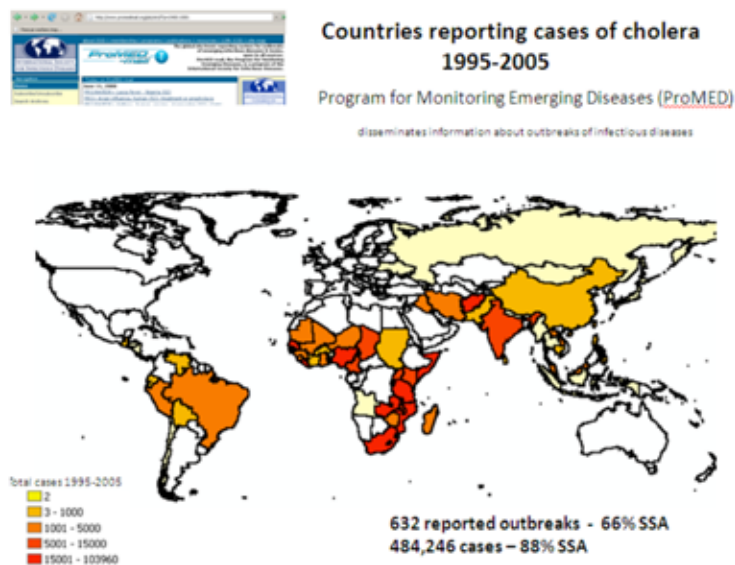 ProMED
Countries reporting cases of cholera
1995-2005
Program for Monitoring Emerging Diseases (ProMED)
disseminates information about outbreaks of infectious diseases
Total cases 1995-2005
2
3 - 1000
1001 - 5000
5001 - 15000
15001 - 103960
632 reported outbreaks - 66% SSA
484,246 cases – 88% SSA